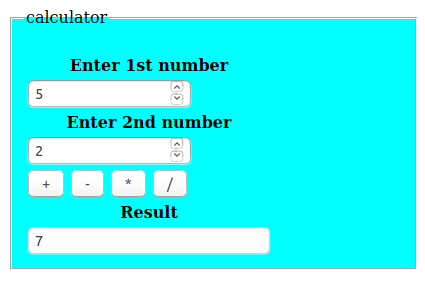 calculator
Enter 1st number
5
Enter 2nd number
2
+ - * /
Result
7